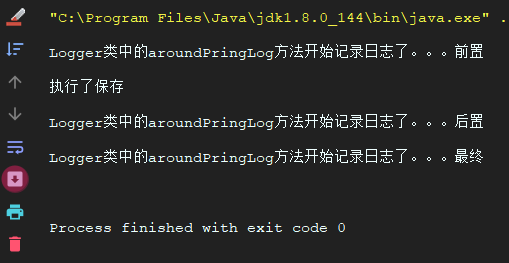 "C:\Program Files\Java\jdk1.8.0_144\bin\java.exe" .
Logger类中的aroundPringLog方法开始记录日志了。。。前置
执行了保存
Logger类中的aroundPringLog方法开始记录日志了。。。后置
Logger类中的aroundPringLog方法开始记录日志了。。。最终
Process finished with exit code 0